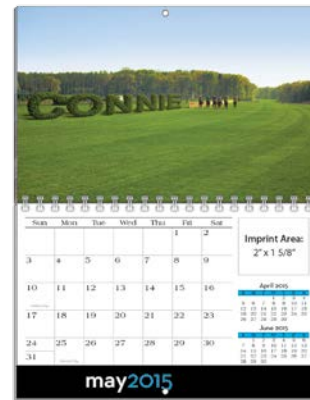 CONNIE
Sun Mon Tue Wed Thu Fri Sat
1 2
3 4 5 6 7 8 9
10 11 12 13 14 15 16
17 18 19 20 21 22 23
24 25 26 27 28 29 30
31
Imprint Area:
2" x 1 5/8"
April 2015
June 2015
may2015